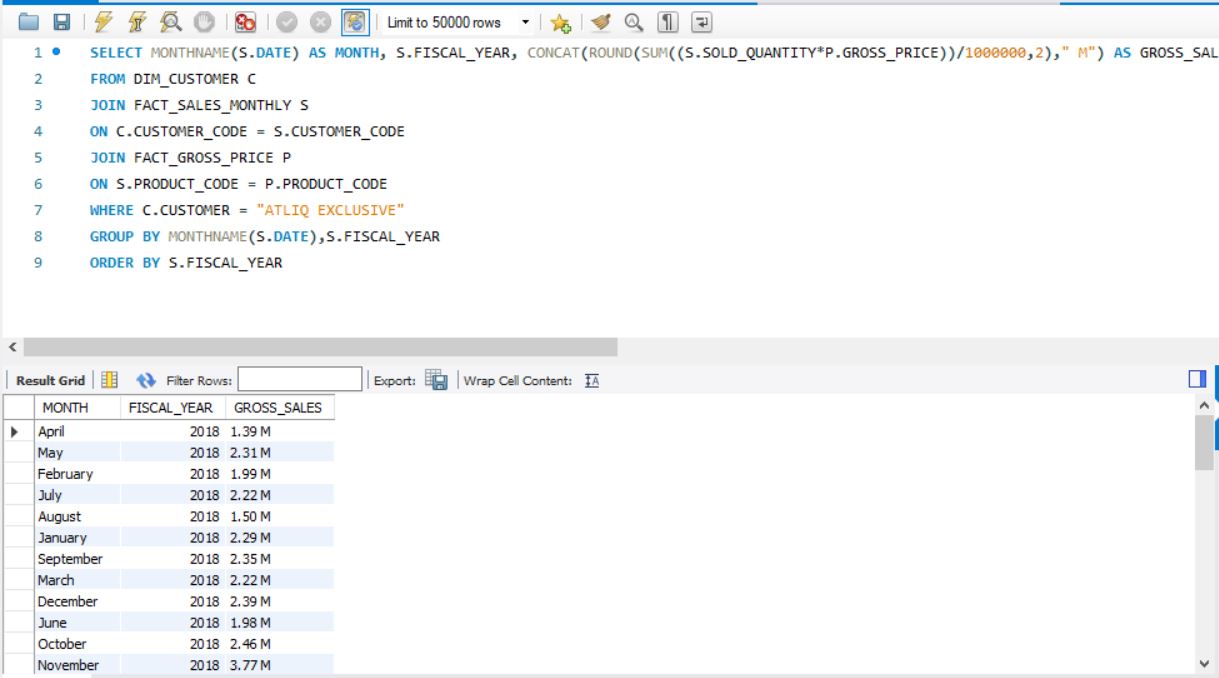 Limit to 50000 rows
1 SELECT MONTHNAME(S.DATE) AS MONTH, S.FISCAL_YEAR, CONCAT(ROUND(SUM((S.SOLD_QUANTITY*P.GROSS_PRICE))/1000000,2)," M") AS GROSS_SAL
2 FROM DIM_CUSTOMER C
3 JOIN FACT_SALES_MONTHLY S
4 ON C.CUSTOMER_CODE = S.CUSTOMER_CODE
5 JOIN FACT_GROSS_PRICE P
6 ON S.PRODUCT_CODE = P.PRODUCT_CODE
7 WHERE C.CUSTOMER = "ATLIQ EXCLUSIVE"
8 GROUP BY MONTHNAME(S.DATE),S.FISCAL_YEAR
9 ORDER BY S.FISCAL_YEAR
Result Grid Filter Rows: Export: Wrap Cell Content: IA
MONTH FISCAL_YEAR GROSS_SALES
April 2018 1.39 M
May 2018 2.31 M
February 2018 1.99 M
July 2018 2.22 M
August 2018 1.50 M
January 2018 2.29 M
September 2018 2.35 M
March 2018 2.22 M
December 2018 2.39 M
June 2018 1.98 M
October 2018 2.46 M
November 2018 3.77 M